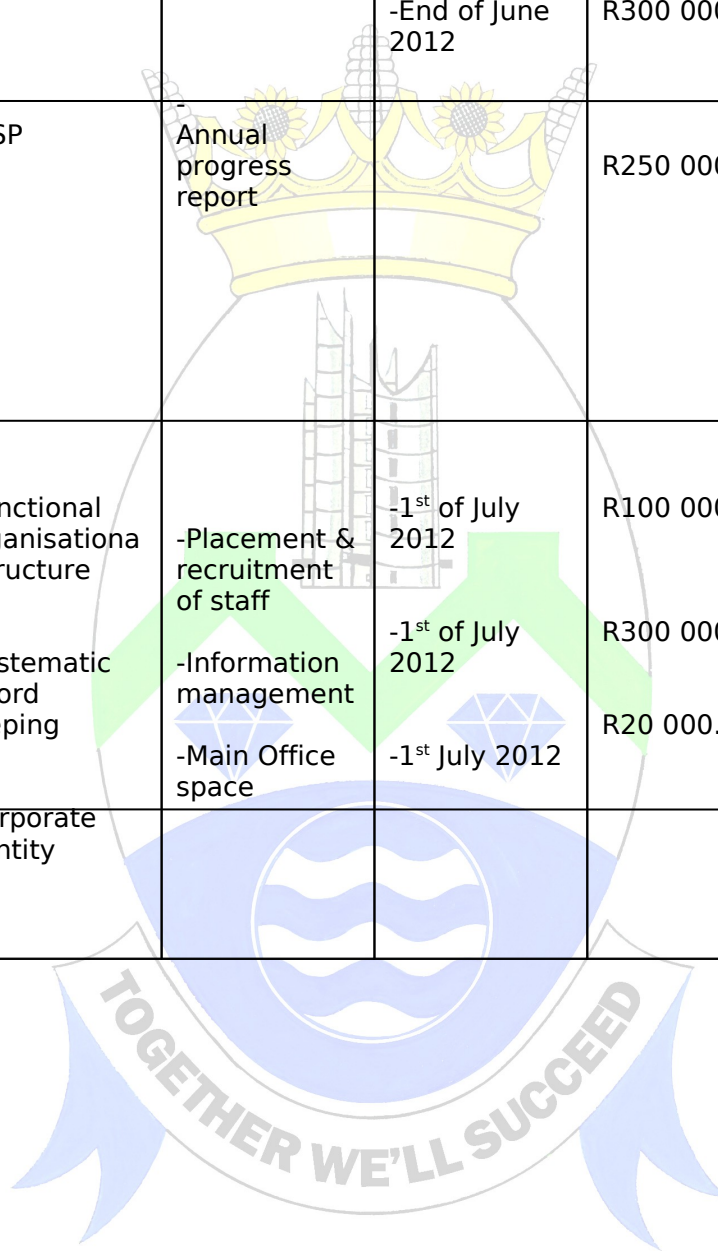 -End of June
2012
R300 000
SP
-
Annual
progress
report
R250 000
nctional
ganisationa
ructure
-Placement &
recruitment
of staff
-1st of July
2012
R100 000
stematic
ord
eping
-Information
management
-1st of July
2012
R300 000
-Main Office
space
-1st July 2012
R20 000.
rporate
ntity
TOGETHER WE'LL SUCCEED